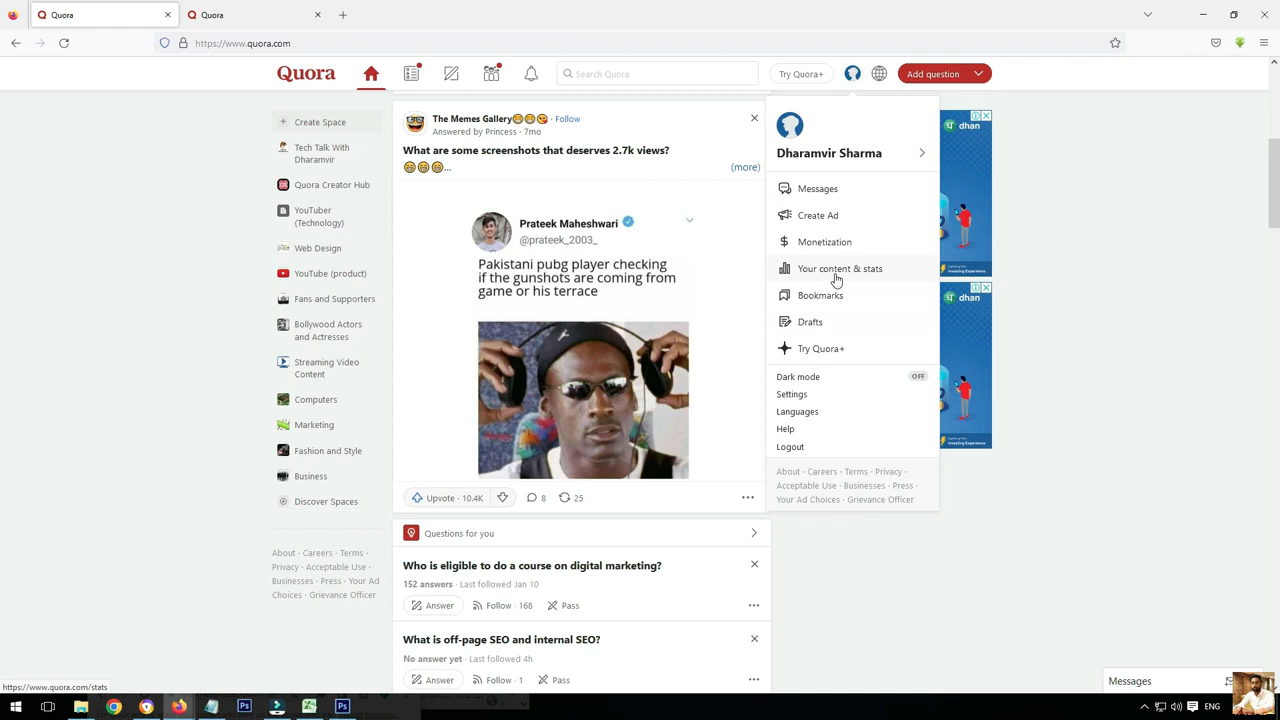 Quora
Quora
https://www.quora.com
Quora
Search Quora
Try Quora+
Add question
Create Space
Tech Talk With
Dharamvir
Quora Creator Hub
YouTuber
(Technology)
Web Design
YouTube (product)
Fans and Supporters
Bollywood Actors
and Actresses
Streaming Video
Content
Computers
Marketing
Fashion and Style
Business
Discover Spaces
About · Careers · Terms ·
Privacy · Acceptable Use ·
Businesses · Press · Your Ad
Choices · Grievance Officer
The Memes Gallery😁😁😘 · Follow
Answered by Princess · 7mo
What are some screenshots that deserves 2.7k views?
😁😁😁...
(more)
Prateek Maheshwari
@prateek_2003_
Pakistani pubg player checking
if the gunshots are coming from
game or his terrace
Upvote · 10.4K
8
25
Questions for you
Who is eligible to do a course on digital marketing?
152 answers · Last followed Jan 10
Answer
Follow · 168
Pass
What is off-page SEO and internal SEO?
No answer yet · Last followed 4h
Answer
Follow · 1
Pass
Dharamvir Sharma
Messages
Create Ad
Monetization
Your content & stats
Bookmarks
Drafts
Try Quora+
Dark mode
OFF
Settings
Languages
Help
Logout
About · Careers · Terms · Privacy ·
Acceptable Use · Businesses · Press ·
Your Ad Choices · Grievance Officer
dhan
dhan
Messages
https://www.quora.com/stats
ENG